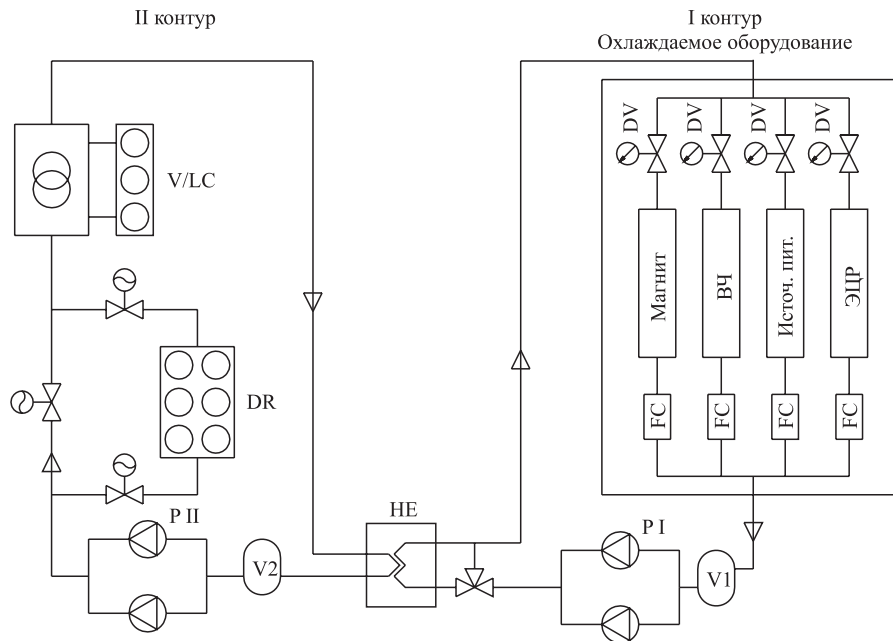 II контур
I контур
Охлаждаемое оборудование
DV
DV
DV
DV
V/LC
Магнит
ВЧ
Источ. пит.
ЭЦР
DR
FC
FC
FC
FC
P II
HE
P I
V2
V1